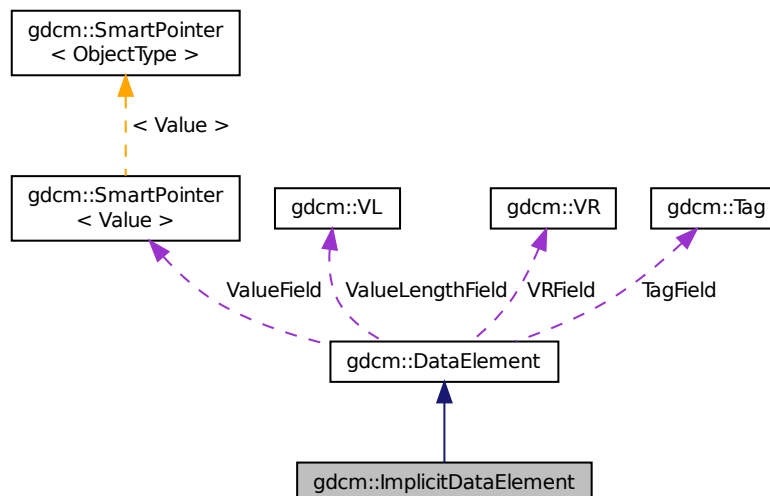 gdcm::SmartPointer
< ObjectType >
< Value >
gdcm::SmartPointer
< Value >
gdcm::VL
gdcm::VR
gdcm::Tag
ValueField
ValueLengthField
VRField
TagField
gdcm::DataElement
gdcm::ImplicitDataElement